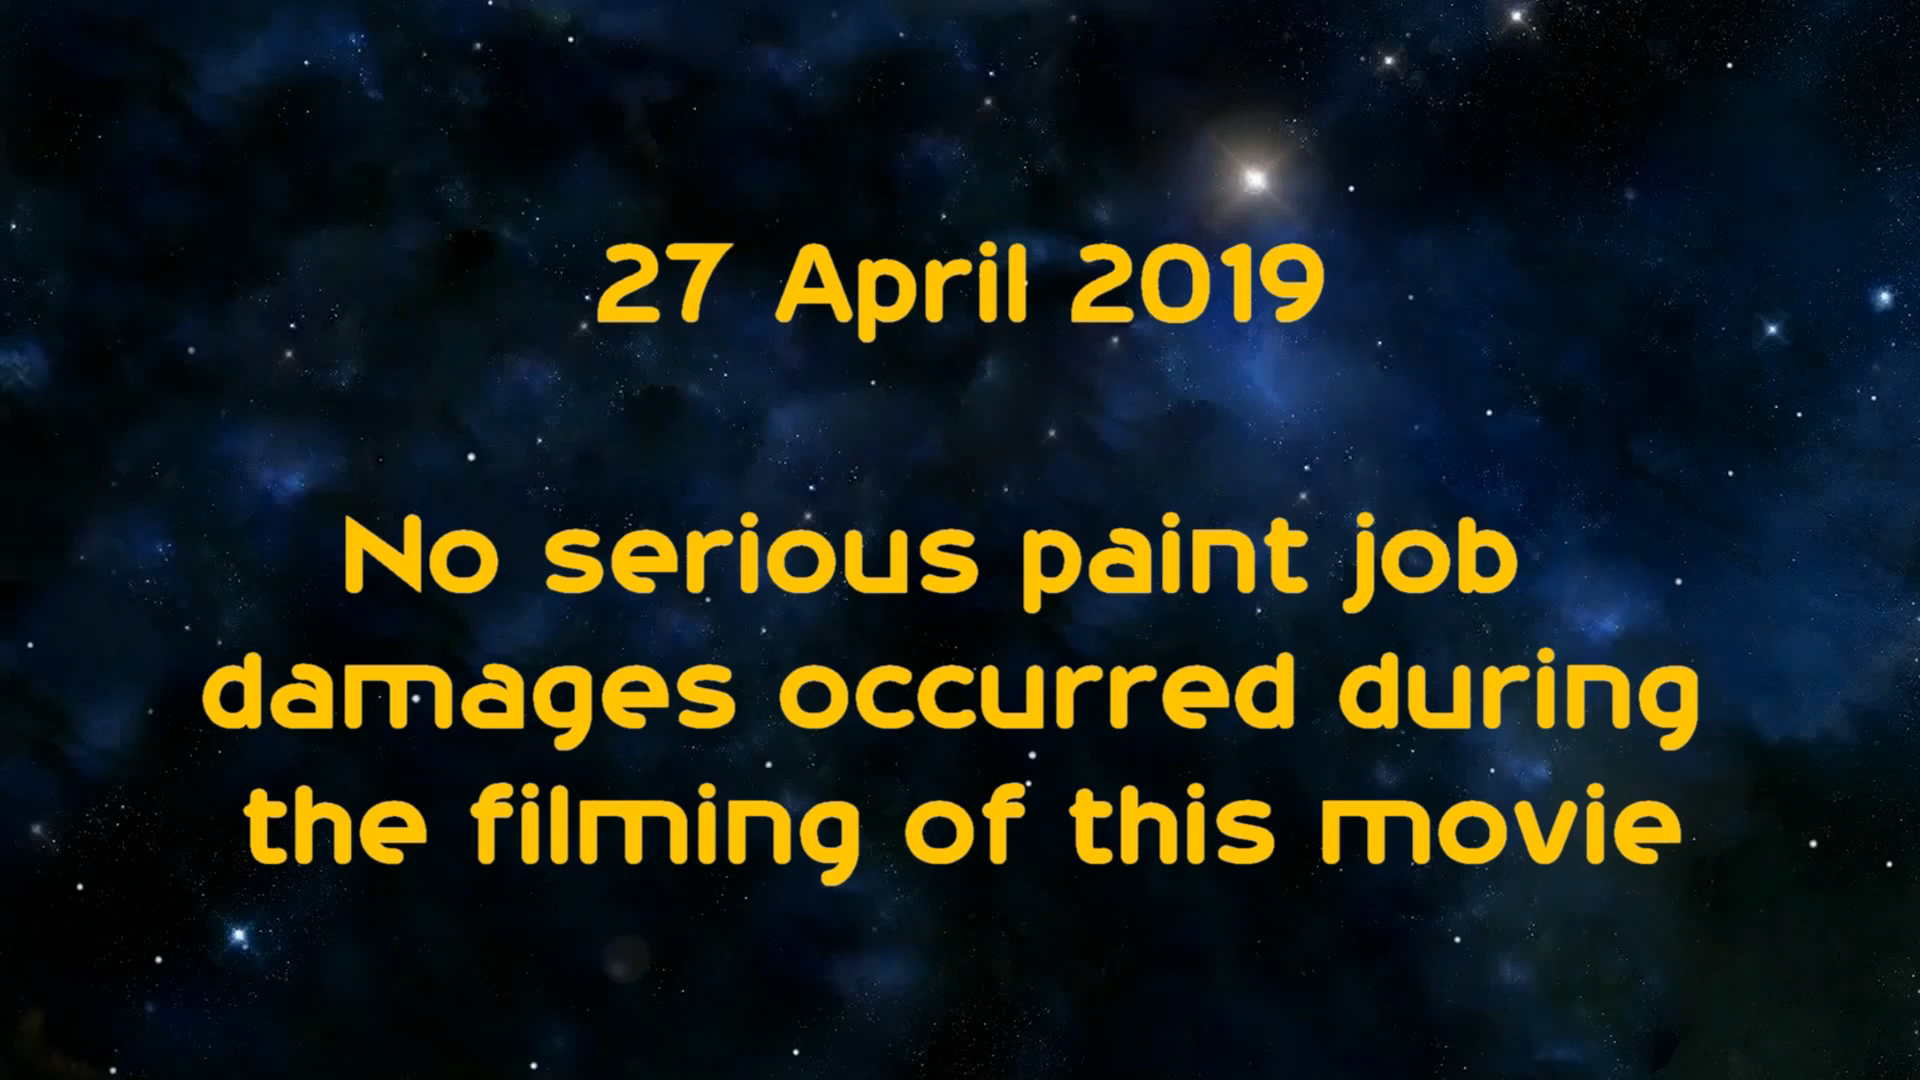 27 April 2019
No serious paint job
damages occurred during
the filming of this movie